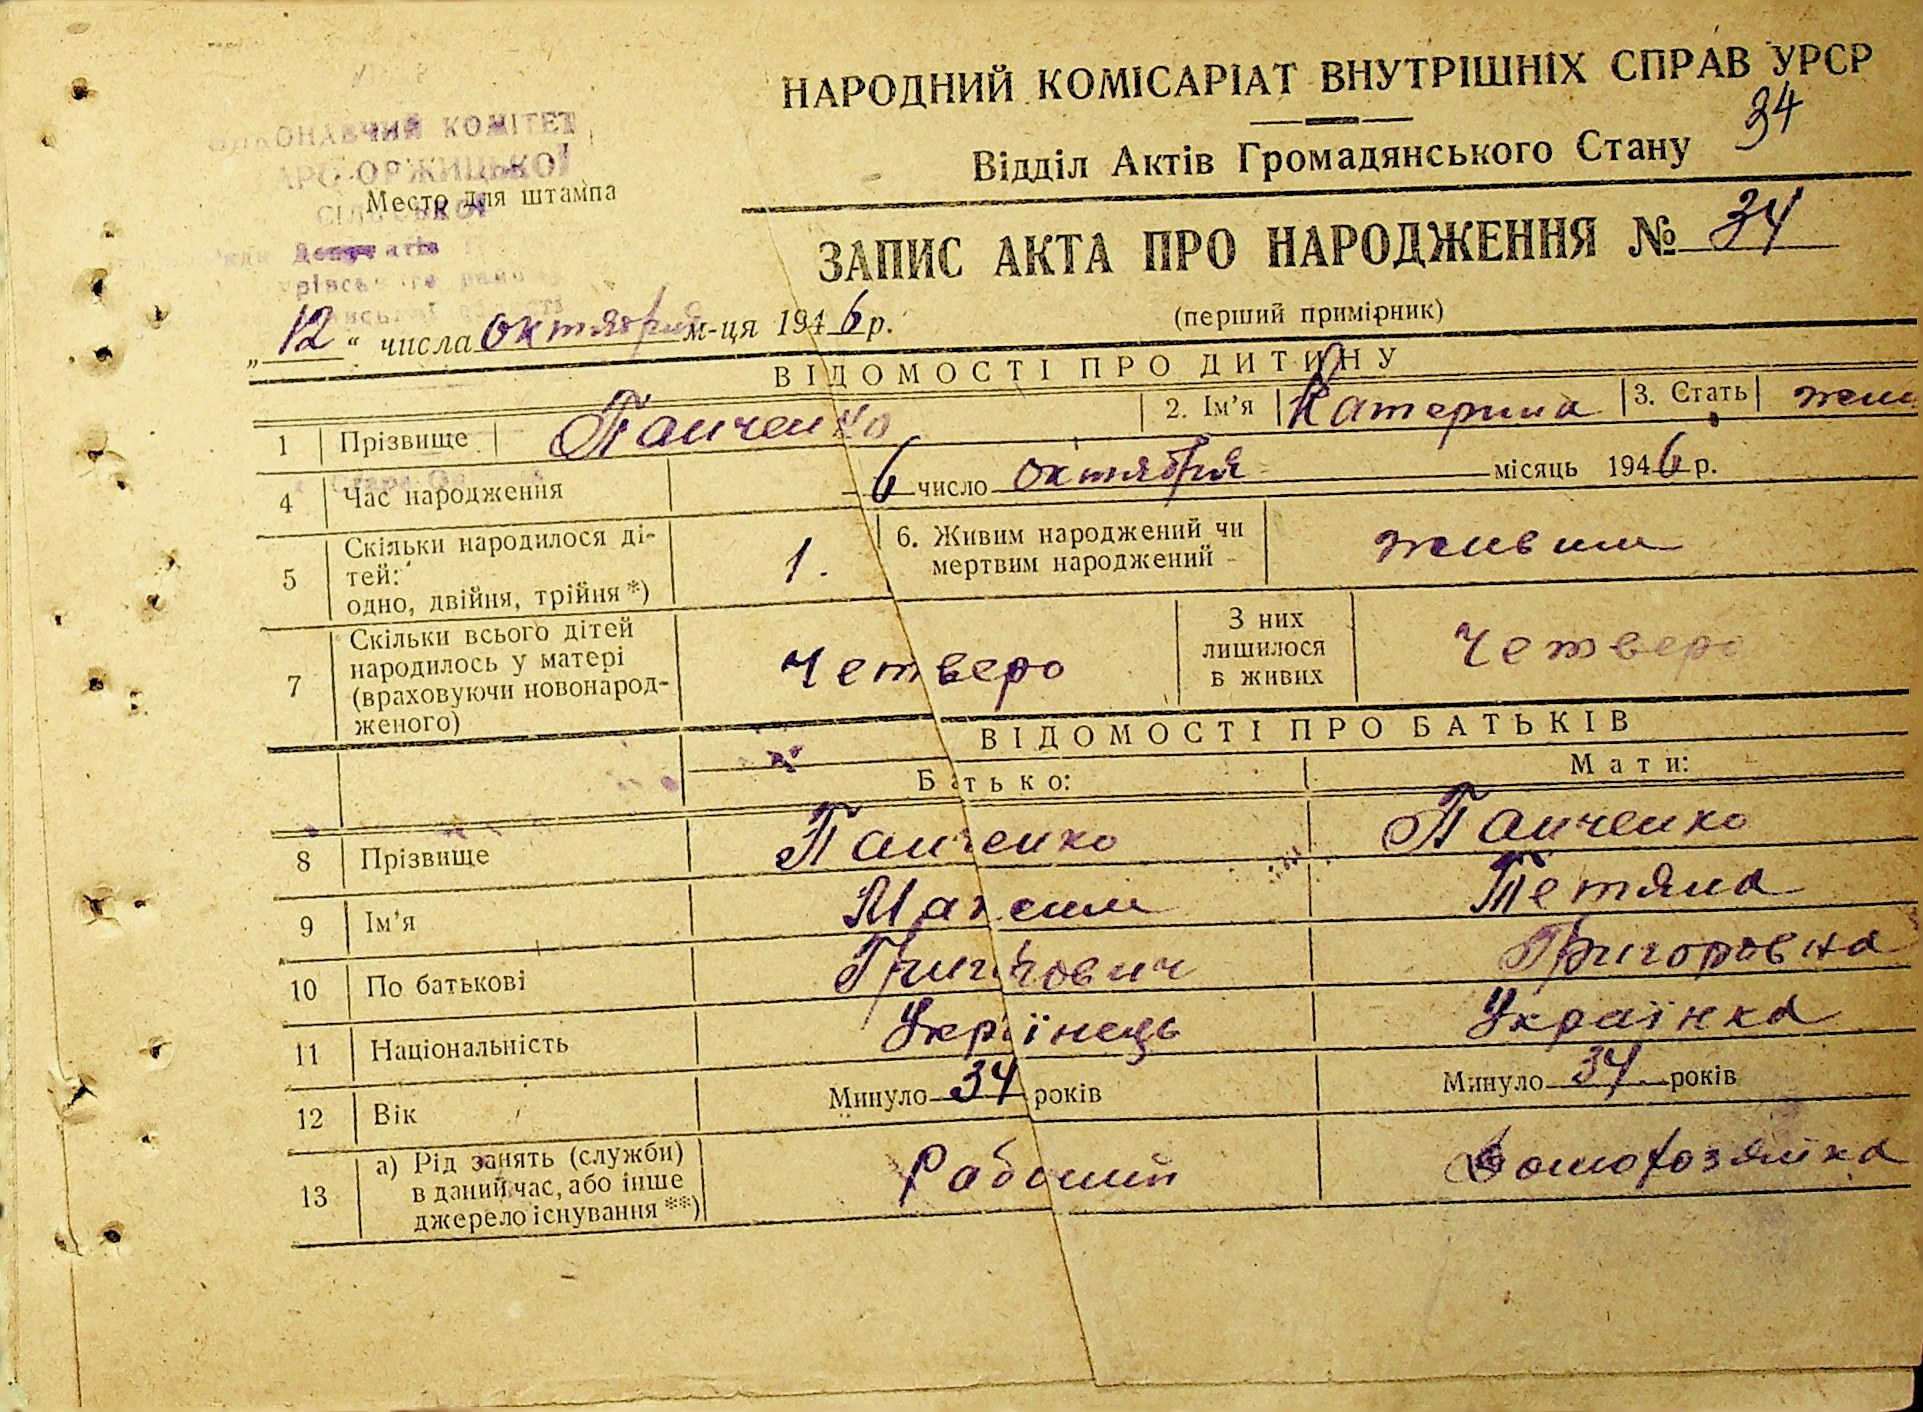 НАРОДНИЙ КОМІСАРІАТ ВНУТРІШНІХ СПРАВ УРСР
34
Відділ Актів Громадянського Стану
КОМІТЕТ
ОРЖИЦЬКОЇ
Место для штампа
ЗАПИС АКТА ПРО НАРОДЖЕННЯ № 34
(перший примірник)
„12“ числа октября м-ця 1946 р.
ВІДОМОСТІ ПРО ДИТИНУ
1 Прізвище Панченко 2. Ім’я Катерина 3. Стать жен
4 Час народження 6 число октября місяць 1946 р.
5 Скільки народилося ді-
тей:
одно, двійня, трійня *) 1. 6. Живим народжений чи
мертвим народжений живим
7 Скільки всього дітей
народилось у матері
(враховуючи новонарод-
женого) Четверо З них
лишилося
в живих Четверо
ВІДОМОСТІ ПРО БАТЬКІВ
Батько: Мати:
8 Прізвище Панченко Панченко
9 Ім’я Максим Тетяна
10 По батькові Григорович Григоровна
11 Національність Українець Українка
12 Вік Минуло 34 років Минуло 34 років
13 а) Рід занять (служби)
в даний час, або інше
джерело існування **) Рабочий Домохозяйка